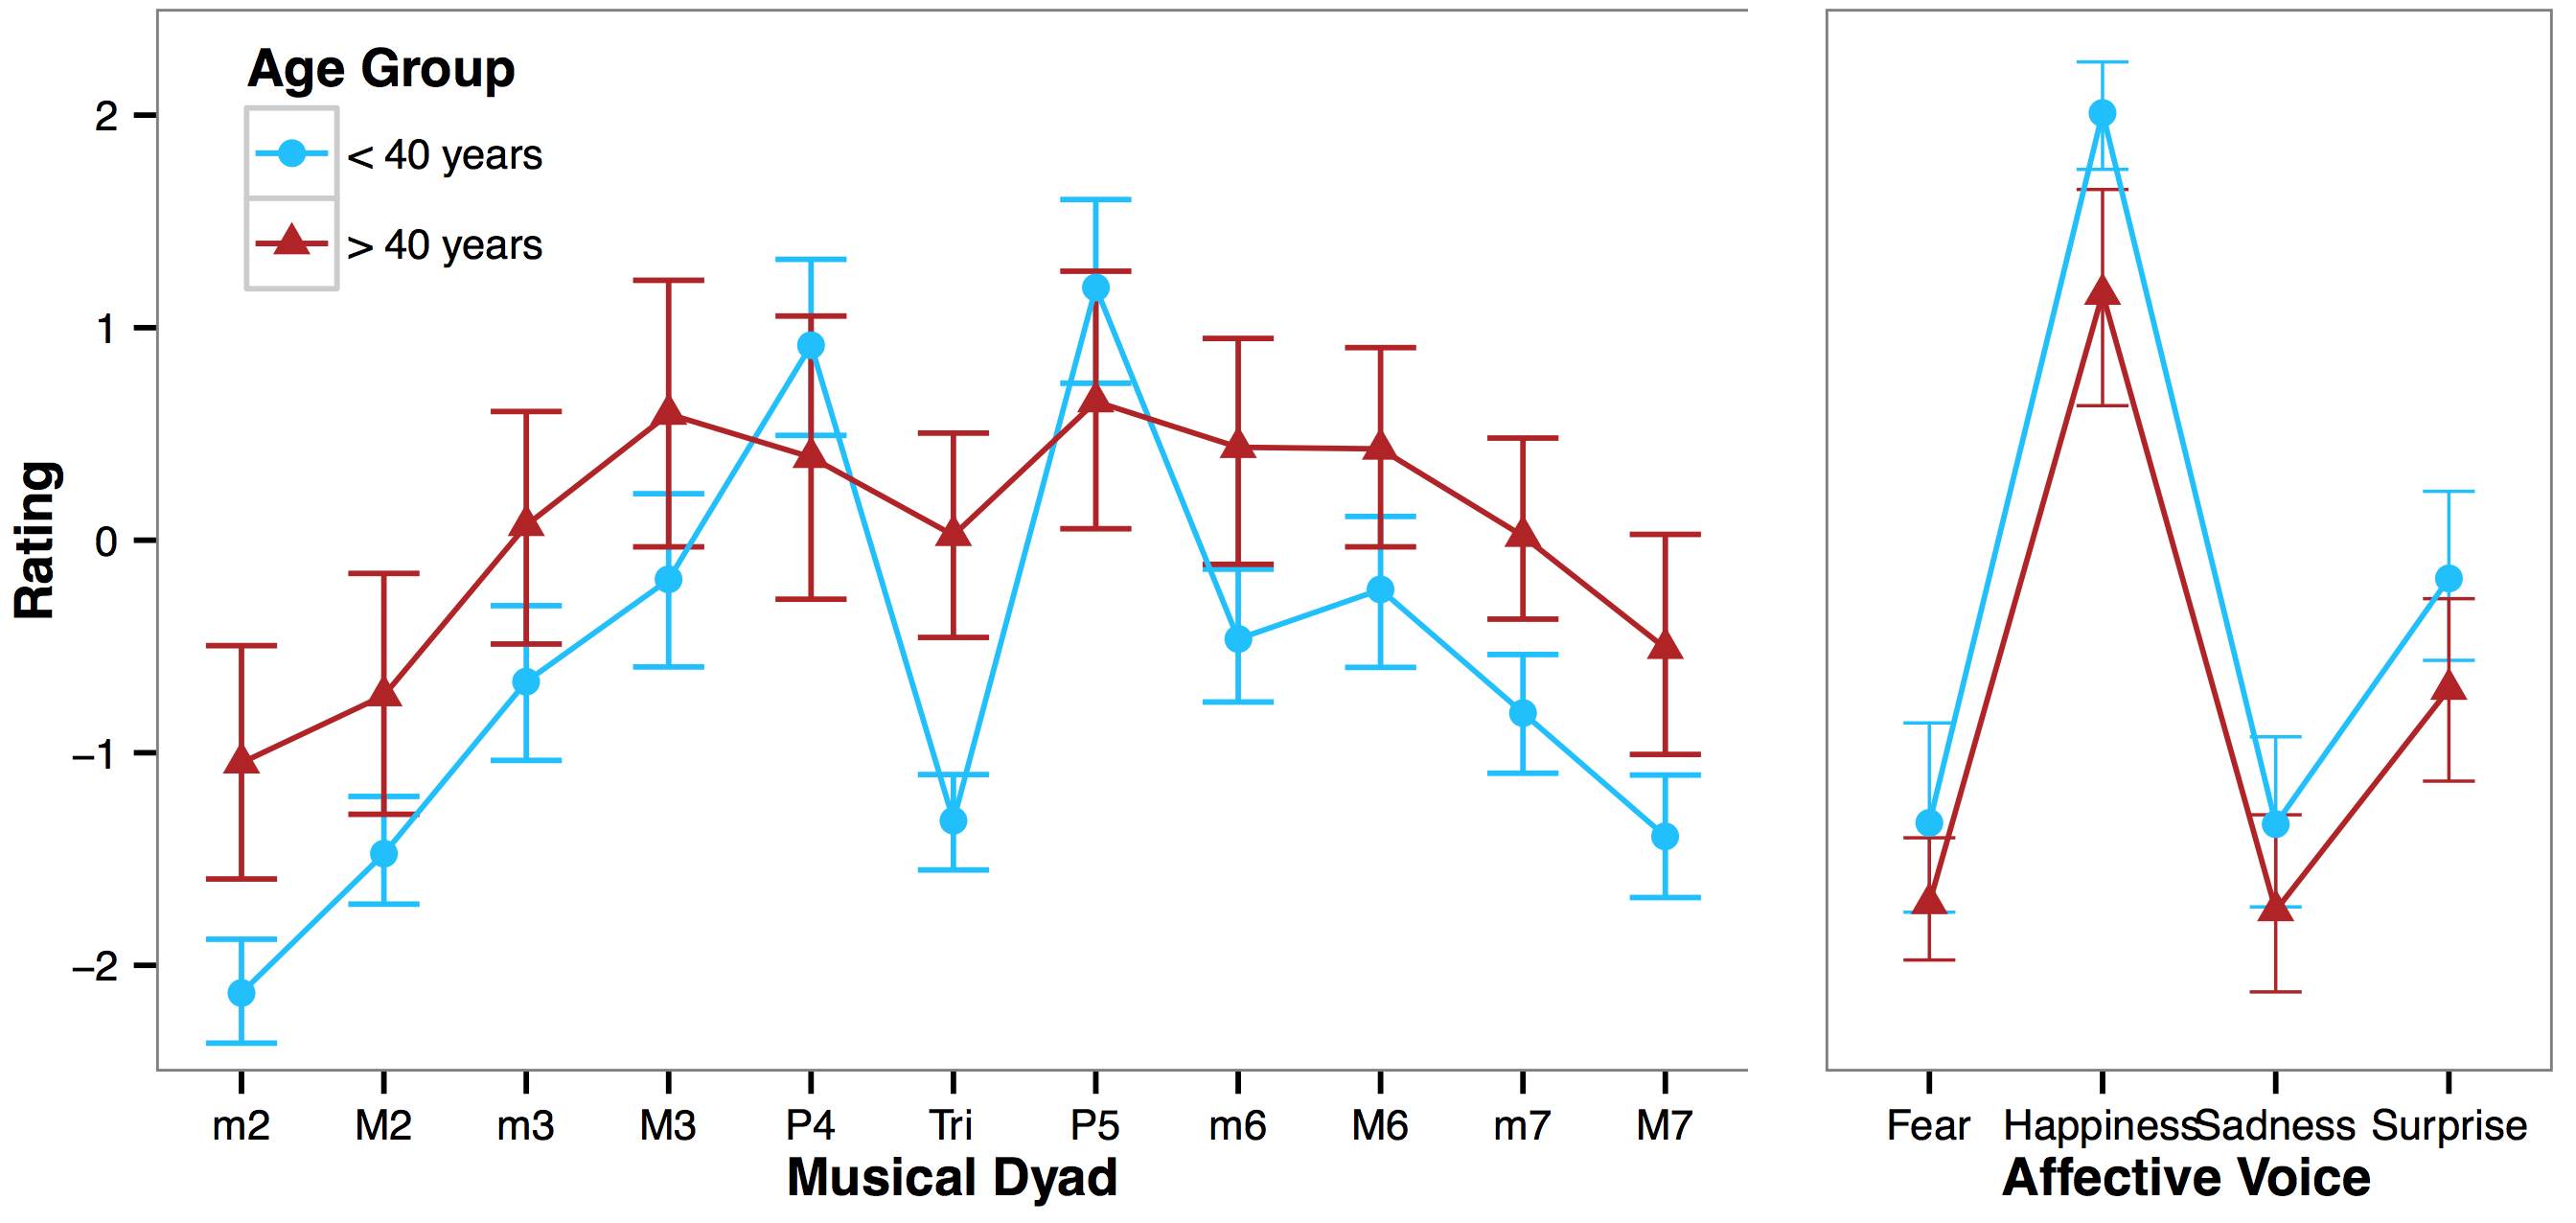 Age Group
< 40 years
> 40 years
Rating
2
1
0
−1
−2
m2 M2 m3 M3 P4 Tri P5 m6 M6 m7 M7
Musical Dyad
Fear Happiness Sadness Surprise
Affective Voice